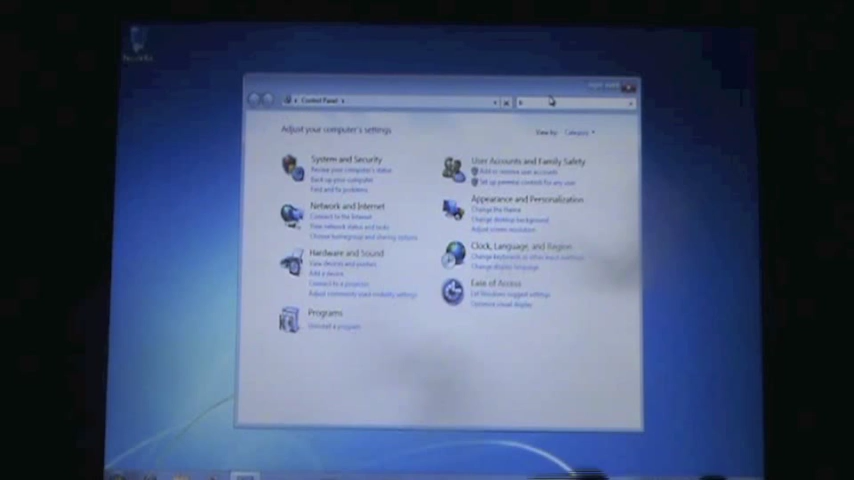 Control Panel
Adjust your computer's settings
View by: Category
System and Security
Review your computer's status
Back up your computer
Find and fix problems
User Accounts and Family Safety
Add or remove user accounts
Set up parental controls for any user
Network and Internet
Connect to the Internet
View network status and tasks
Choose homegroup and sharing options
Appearance and Personalization
Change the theme
Change desktop background
Adjust screen resolution
Hardware and Sound
View devices and printers
Add a device
Connect to a projector
Adjust commonly used mobility settings
Clock, Language, and Region
Change keyboards or other input methods
Change display language
Programs
Uninstall a program
Ease of Access
Let Windows suggest settings
Optimize visual display